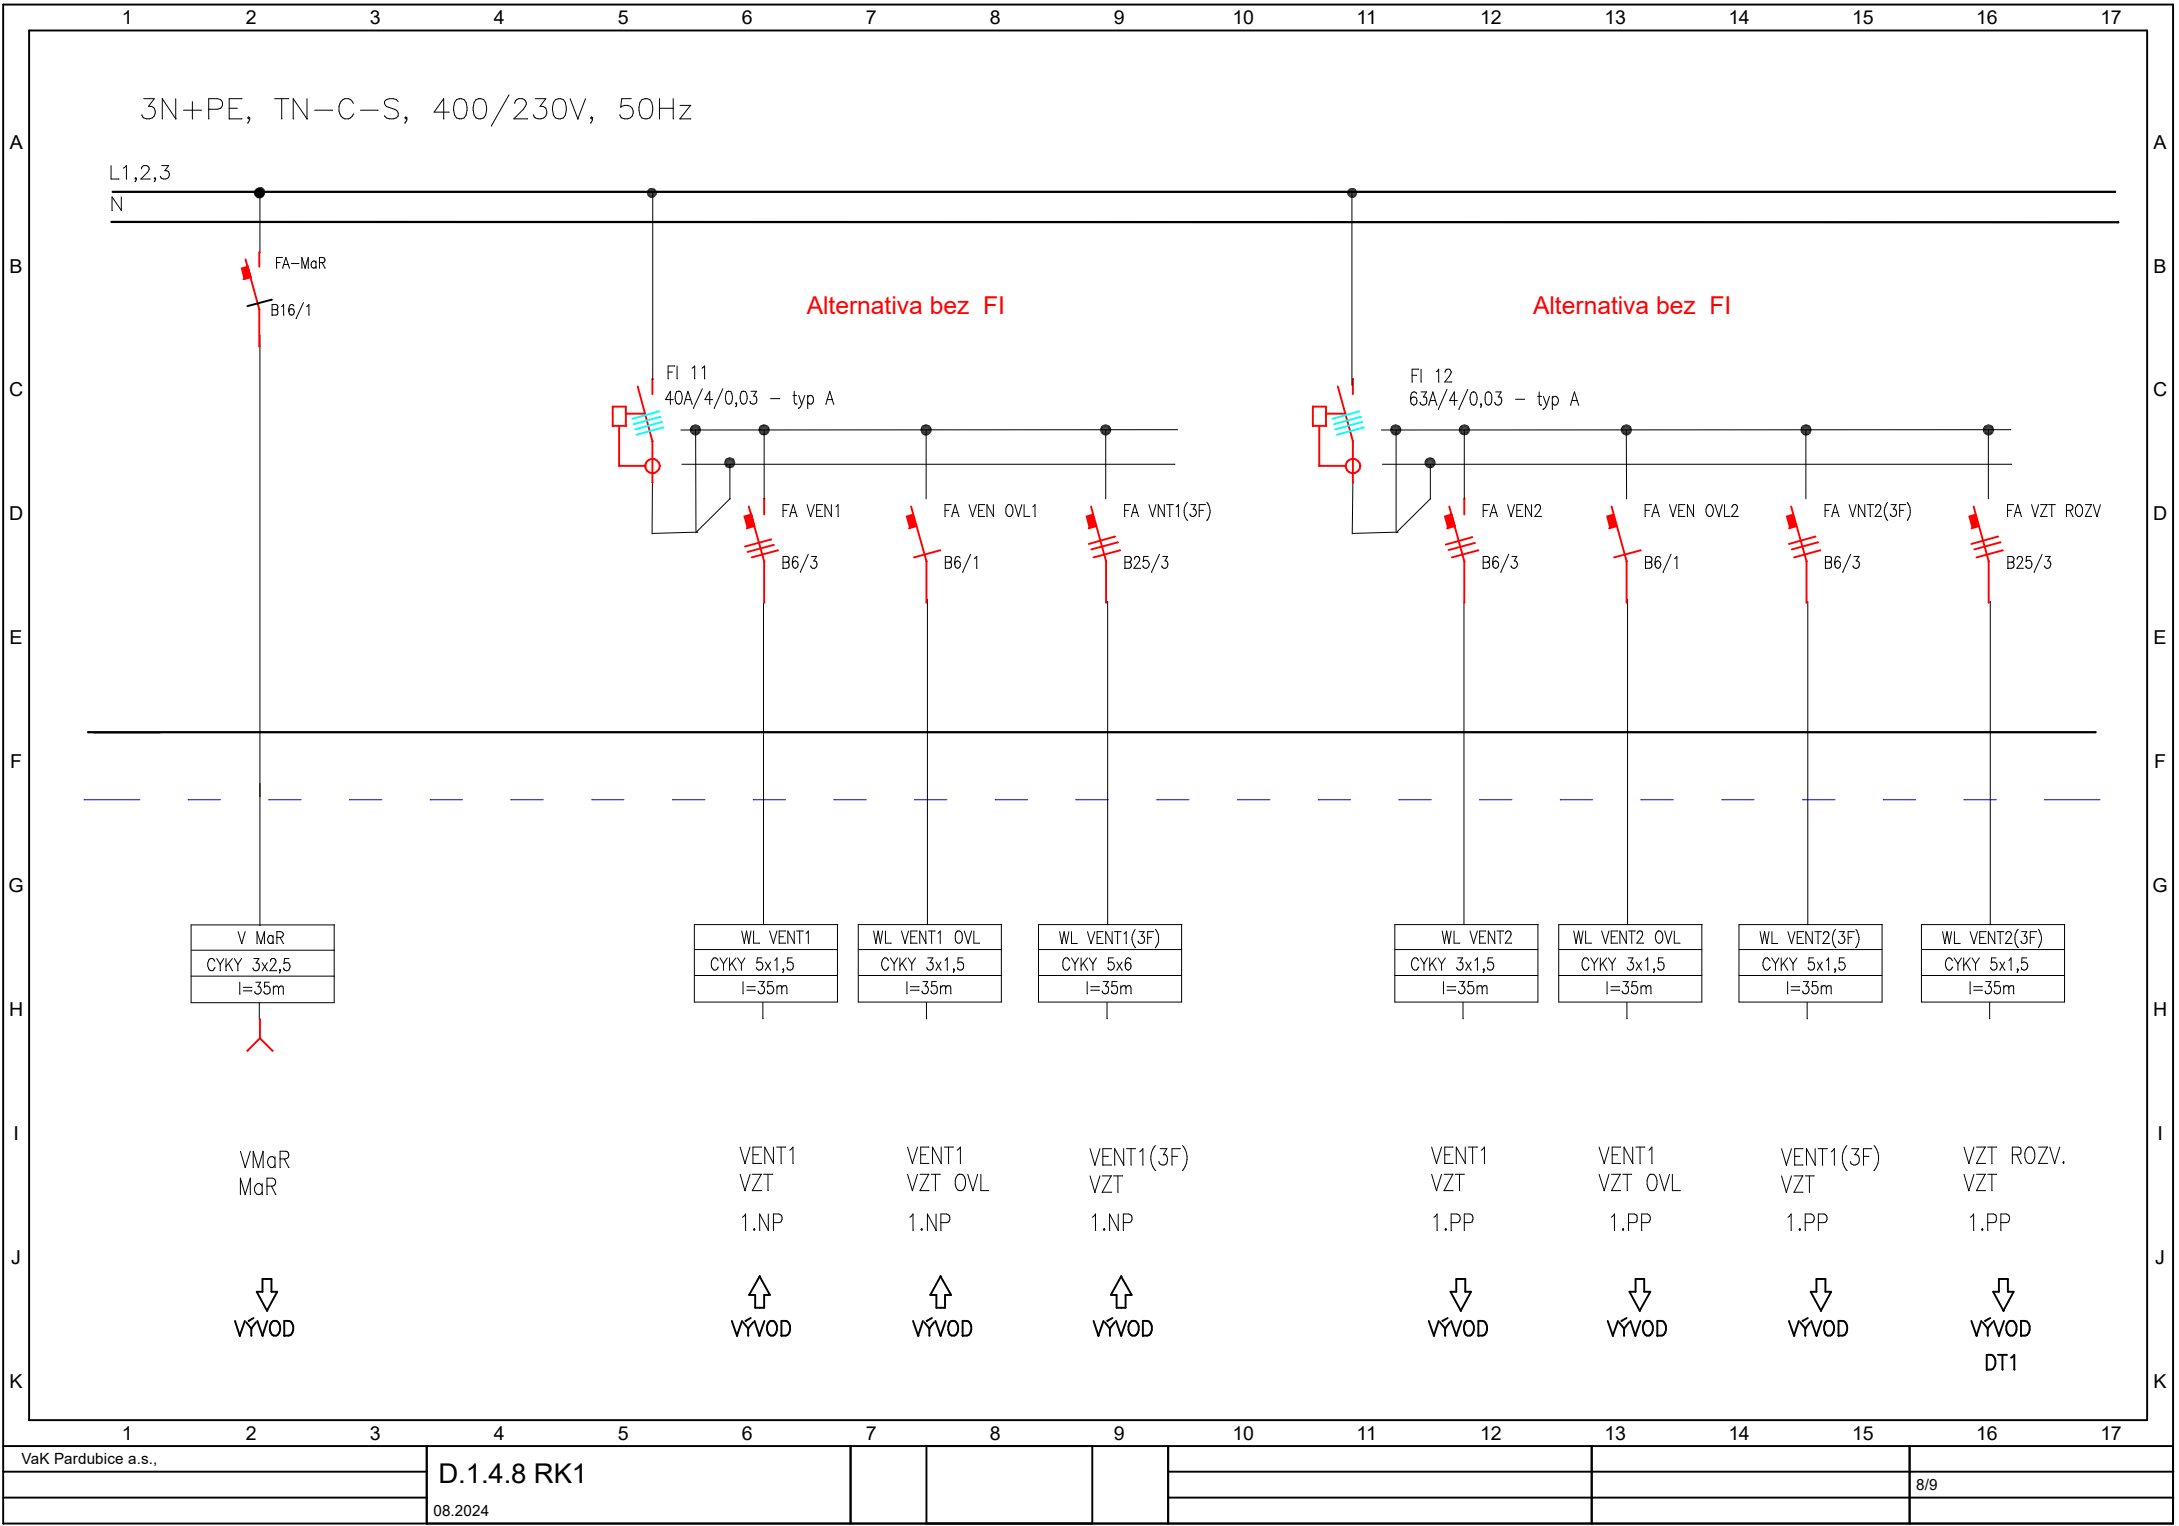 1 2 3 4 5 6 7 8 9 10 11 12 13 14 15 16 17
3N+PE, TN-C-S, 400/230V, 50Hz
A A
L1,2,3
N
B B
FA-MaR
B16/1
Alternativa bez FI
Alternativa bez FI
C C
FI 11
40A/4/0,03 - typ A
FI 12
63A/4/0,03 - typ A
D D
FA VEN1
B6/3
FA VEN OVL1
B6/1
FA VNT1(3F)
B25/3
FA VEN2
B6/3
FA VEN OVL2
B6/1
FA VNT2(3F)
B6/3
FA VZT ROZV
B25/3
E E
F F
G G
V MaR
CYKY 3x2,5
l=35m
WL VENT1
CYKY 5x1,5
l=35m
WL VENT1 OVL
CYKY 3x1,5
l=35m
WL VENT1(3F)
CYKY 5x6
l=35m
WL VENT2
CYKY 3x1,5
l=35m
WL VENT2 OVL
CYKY 3x1,5
l=35m
WL VENT2(3F)
CYKY 5x1,5
l=35m
WL VENT2(3F)
CYKY 5x1,5
l=35m
H H
I I
VMaR
MaR
VENT1
VZT
1.NP
VENT1
VZT OVL
1.NP
VENT1(3F)
VZT
1.NP
VENT1
VZT
1.PP
VENT1
VZT OVL
1.PP
VENT1(3F)
VZT
1.PP
VZT ROZV.
VZT
1.PP
J J
VÝVOD VÝVOD VÝVOD VÝVOD VÝVOD VÝVOD VÝVOD VÝVOD
DT1
K K
1 2 3 4 5 6 7 8 9 10 11 12 13 14 15 16 17
VaK Pardubice a.s.,
D.1.4.8 RK1
08.2024
8/9